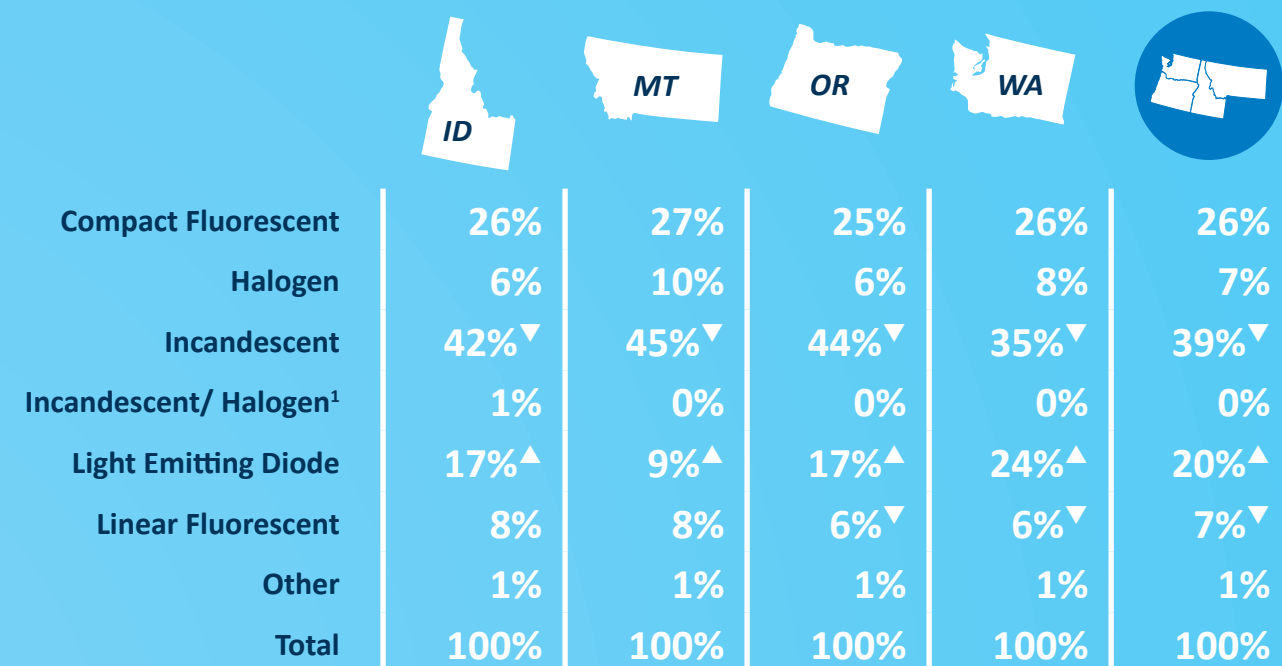 ID MT OR WA
Compact Fluorescent 26% 27% 25% 26% 26%
Halogen 6% 10% 6% 8% 7%
Incandescent 42%▼ 45%▼ 44%▼ 35%▼ 39%▼
Incandescent/ Halogen¹ 1% 0% 0% 0% 0%
Light Emitting Diode 17%▲ 9%▲ 17%▲ 24%▲ 20%▲
Linear Fluorescent 8% 8% 6%▼ 6%▼ 7%▼
Other 1% 1% 1% 1% 1%
Total 100% 100% 100% 100% 100%